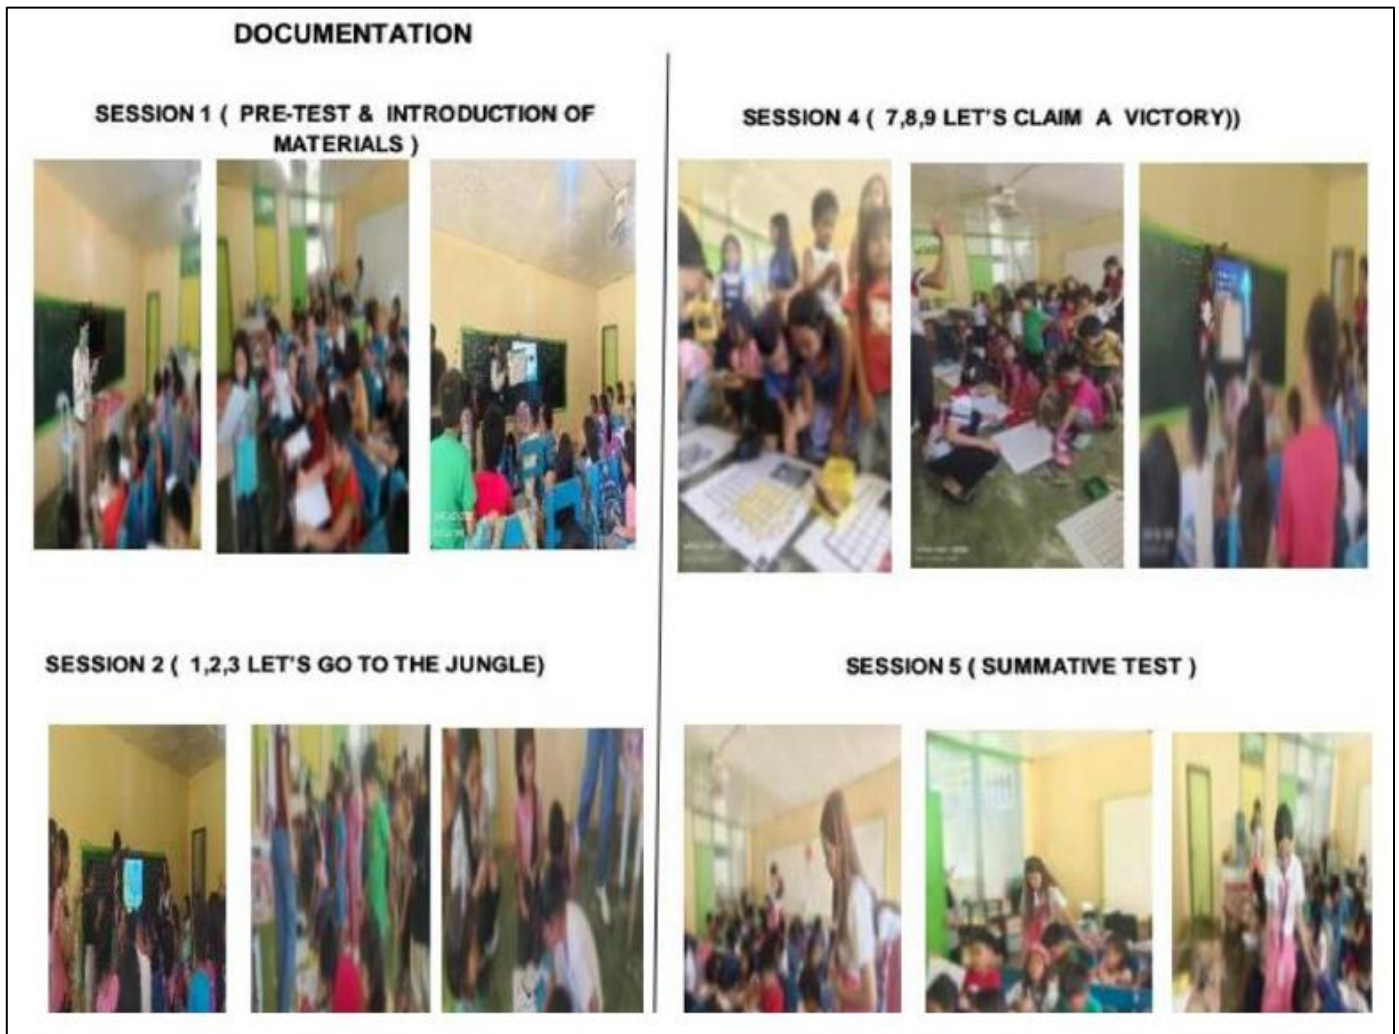 DOCUMENTATION
SESSION 1 ( PRE-TEST & INTRODUCTION OF
MATERIALS )
SESSION 2 ( 1,2,3 LET'S GO TO THE JUNGLE)
SESSION 4 ( 7,8,9 LET'S CLAIM A VICTORY))
SESSION 5 ( SUMMATIVE TEST )